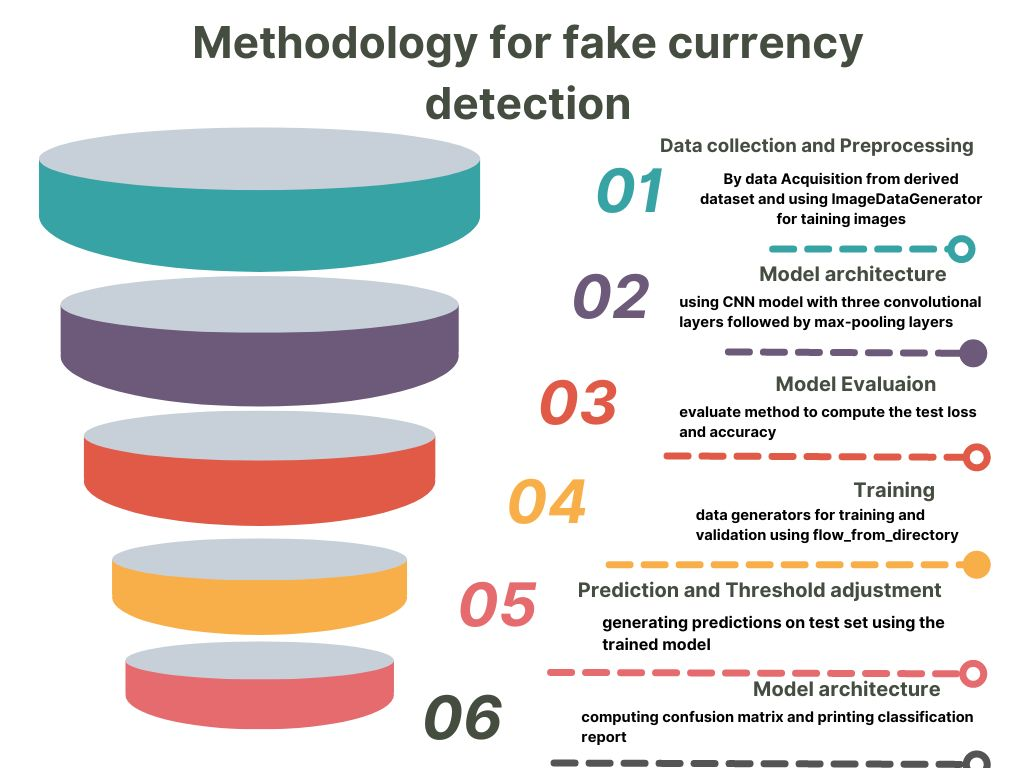 Methodology for fake currency
detection
Data collection and Preprocessing
01
By data Acquisition from derived
dataset and using ImageDataGenerator
for taining images
Model architecture
02
using CNN model with three convolutional
layers followed by max-pooling layers
Model Evaluaion
03
evaluate method to compute the test loss
and accuracy
Training
04
data generators for training and
validation using flow_from_directory
Prediction and Threshold adjustment
05
generating predictions on test set using the
trained model
Model architecture
06
computing confusion matrix and printing classification
report